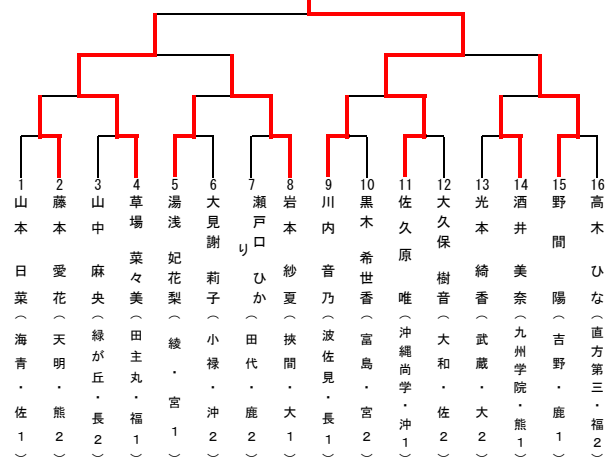 1 山本 日菜（海青・佐1）
2 藤本 愛花（天明・熊2）
3 山中 麻央（緑が丘・長2）
4 草場 菜々美（田主丸・福1）
5 湯浅 妃花梨（綾・宮1）
6 大見謝 莉子（小禄・沖2）
7 瀬戸口 ひかり（田代・鹿2）
8 岩本 紗夏（挾間・大1）
9 川内 音乃（波佐見・長1）
10 黒木 希世香（富島・宮2）
11 佐久原 唯（沖縄尚学・沖1）
12 大久保 樹音（大和・佐2）
13 光本 綺香（武蔵・大2）
14 酒井 美奈（九州学院・熊1）
15 野間 陽（吉野・鹿1）
16 高木 ひな（直方第三・福2）